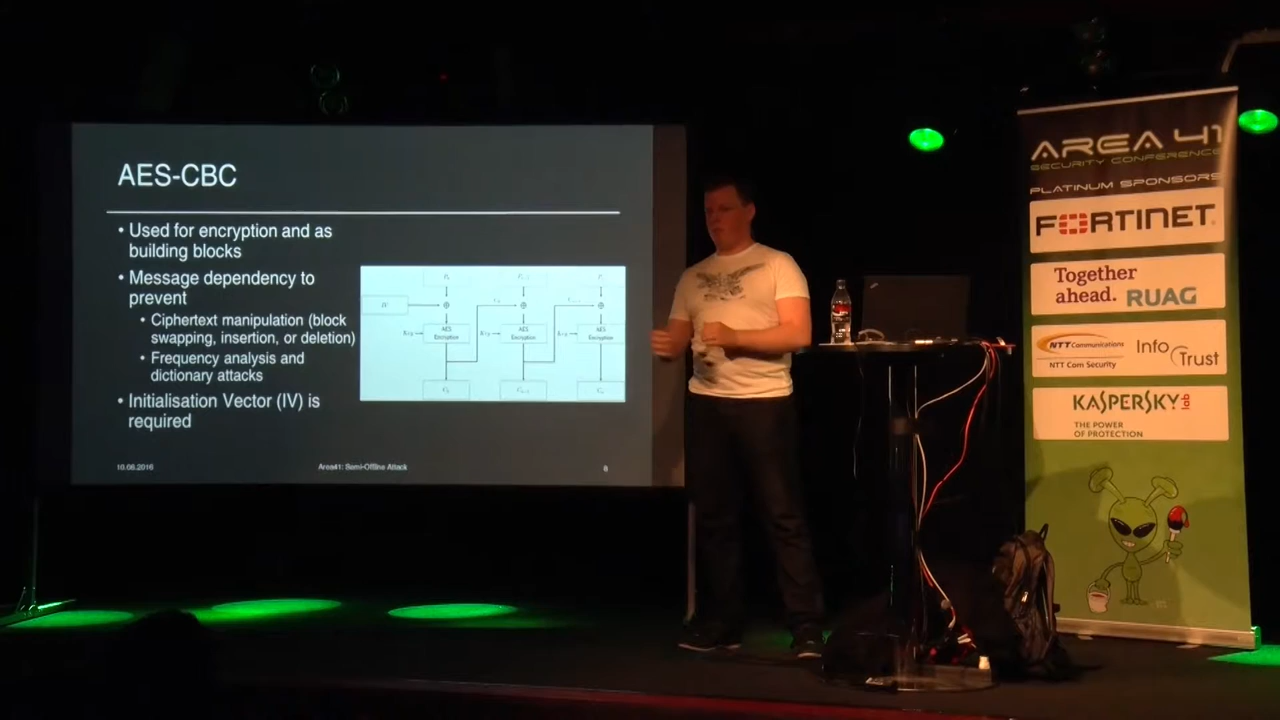 AES-CBC
• Used for encryption and as
building blocks
• Message dependency to
prevent
• Ciphertext manipulation (block
swapping, insertion, or deletion)
• Frequency analysis and
dictionary attacks
• Initialisation Vector (IV) is
required
IV
AES
Encryption
AES
Encryption
AES
Encryption
10.06.2016
Area41: Semi-Offline Attack
8
AREA 41
SECURITY CONFERENCE
PLATINUM SPONSORS
FORTINET
Together
ahead. RUAG
NTT Communications
NTT Com Security
Info Trust
KASPERSKY lab
THE POWER
OF PROTECTION